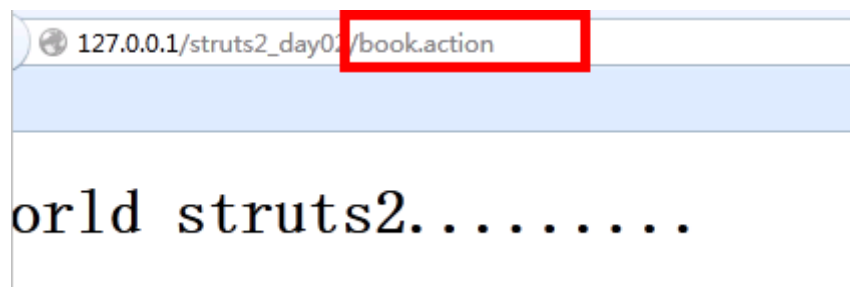 127.0.0.1/struts2_day02/book.action
orld struts2.........